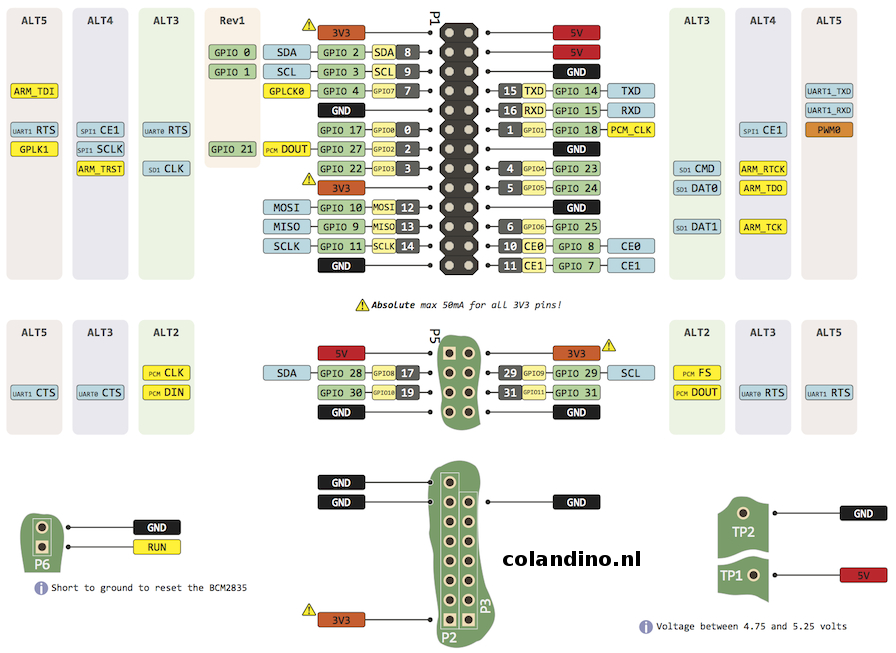 ALT5 ALT4 ALT3 Rev1 P1 ALT3 ALT4 ALT5
3V3 5V
GPIO 0 SDA GPIO 2 SDA 8 5V
GPIO 1 SCL GPIO 3 SCL 9 GND
ARM_TDI GPLCK0 GPIO 4 GPIO7 7 15 TXD GPIO 14 TXD UART1_TXD
GND 16 RXD GPIO 15 RXD UART1_RXD
UART1 RTS SPI1 CE1 UART0 RTS GPIO 17 GPIO0 0 1 GPIO1 GPIO 18 PCM_CLK SPI1 CE1 PWM0
GPLK1 SPI1 SCLK GPIO 21 PCM DOUT GPIO 27 GPIO2 2 GND
ARM_TRST SD1 CLK GPIO 22 GPIO3 3 4 GPIO4 GPIO 23 SD1 CMD ARM_RTCK
3V3 5 GPIO5 GPIO 24 SD1 DAT0 ARM_TDO
MOSI GPIO 10 MOSI 12 GND
MISO GPIO 9 MISO 13 6 GPIO6 GPIO 25 SD1 DAT1 ARM_TCK
SCLK GPIO 11 SCLK 14 10 CE0 GPIO 8 CE0
GND 11 CE1 GPIO 7 CE1
Absolute max 50mA for all 3V3 pins!
ALT5 ALT3 ALT2 P5 ALT2 ALT3 ALT5
5V 3V3
PCM CLK SDA GPIO 28 GPIO8 17 29 GPIO9 GPIO 29 SCL PCM FS
UART1 CTS UART0 CTS PCM DIN GPIO 30 GPIO10 19 31 GPIO11 GPIO 31 PCM DOUT UART0 RTS UART1 RTS
GND GND
GND
GND GND
GND
RUN
P6
Short to ground to reset the BCM2835
colandino.nl
3V3
P2 P3
GND
TP2
TP1 5V
Voltage between 4.75 and 5.25 volts